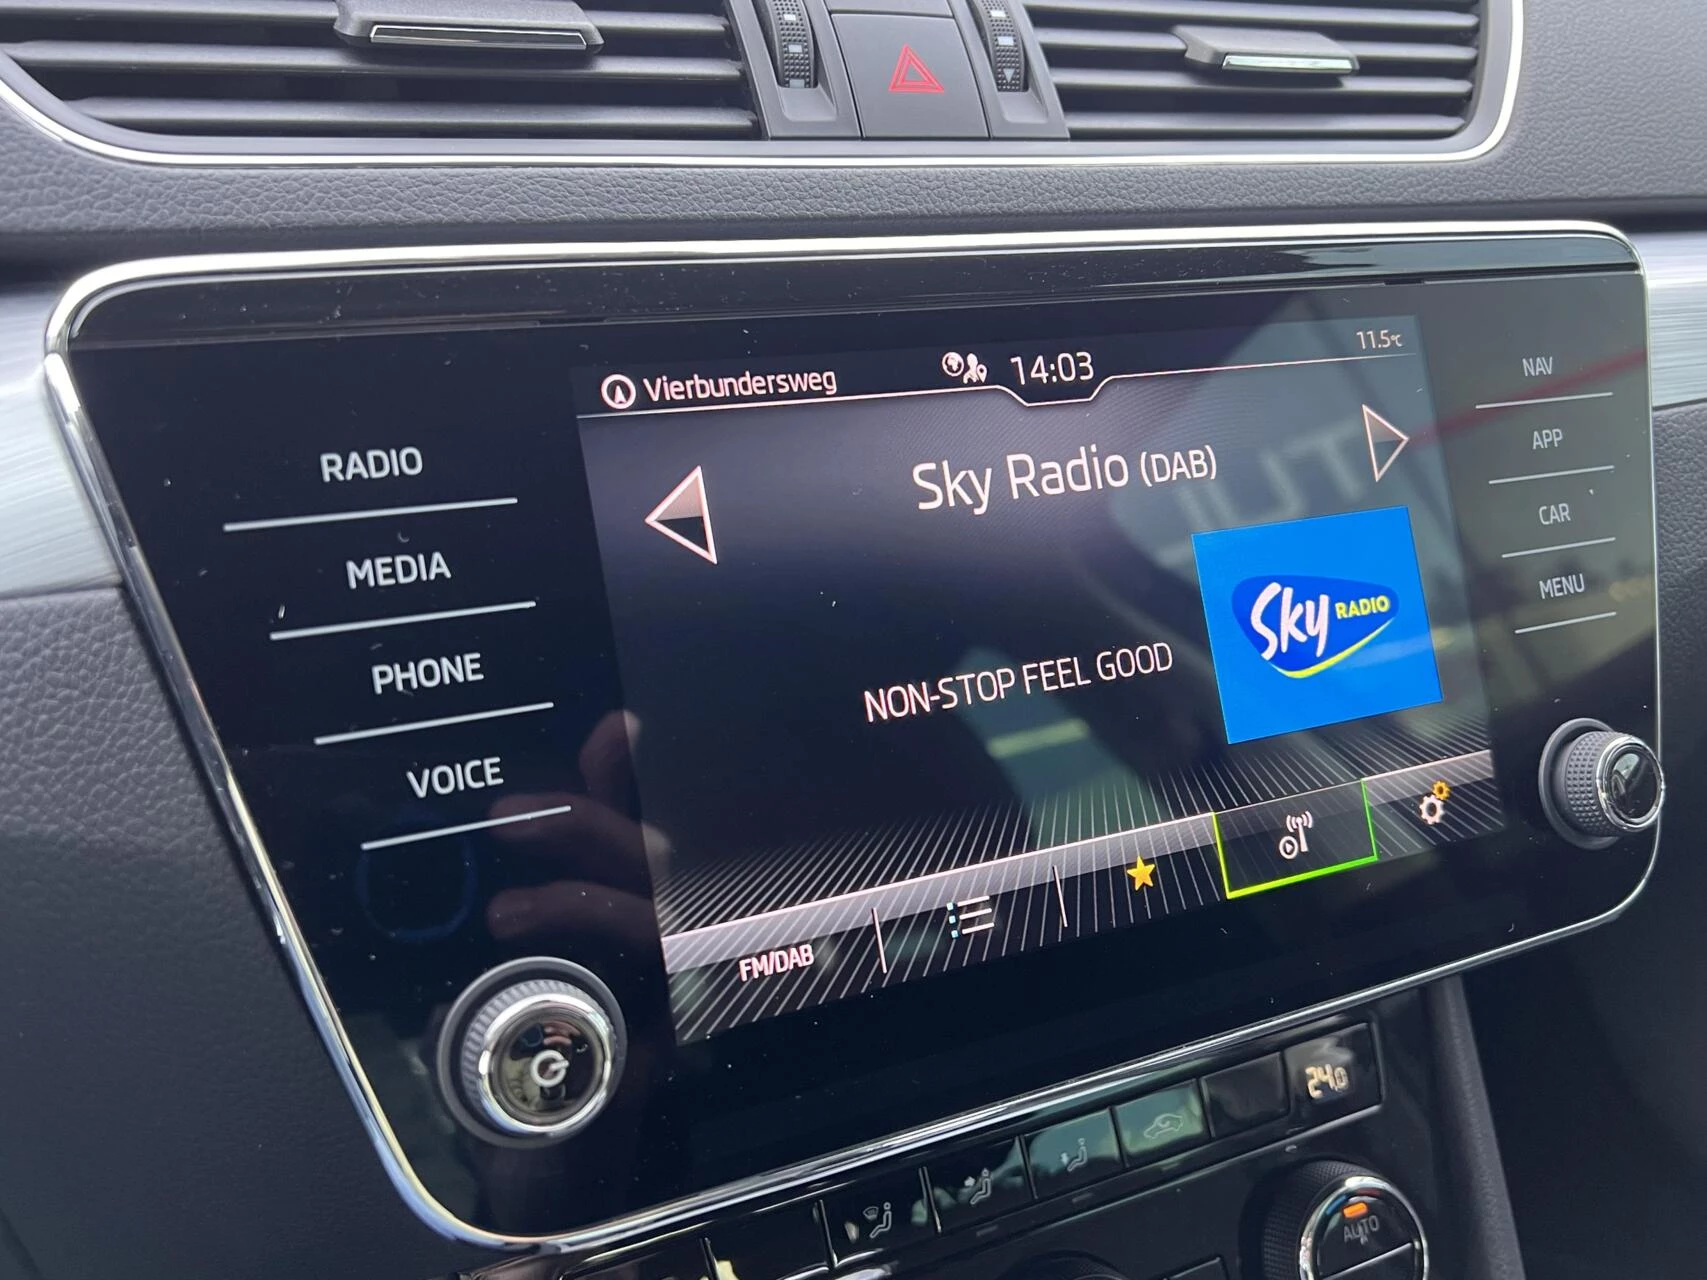 Vierbundersweg
14:03
11.5°C
Sky Radio (DAB)
Sky RADIO
NON-STOP FEEL GOOD
FM/DAB
RADIO
MEDIA
PHONE
VOICE
NAV
APP
CAR
MENU
24.0
AUTO